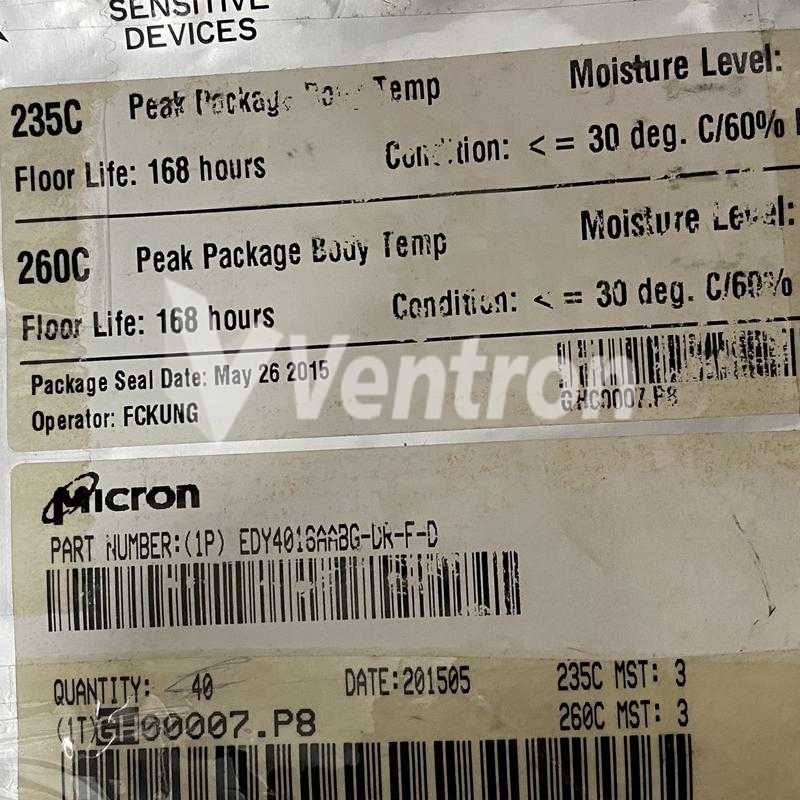 SENSITIVE
DEVICES
235C Peak Package Body Temp Moisture Level:
Floor Life: 168 hours Condition: < = 30 deg. C/60%
260C Peak Package Body Temp Moisture Level:
Floor Life: 168 hours Condition: < = 30 deg. C/60%
Package Seal Date: May 26 2015
Operator: FCKUNG
Ventron
Micron
PART NUMBER:(1P) EDY4016AABG-DR-F-D
QUANTITY: 40 DATE:201505 235C MST: 3
(1T) 00007.P8 260C MST: 3